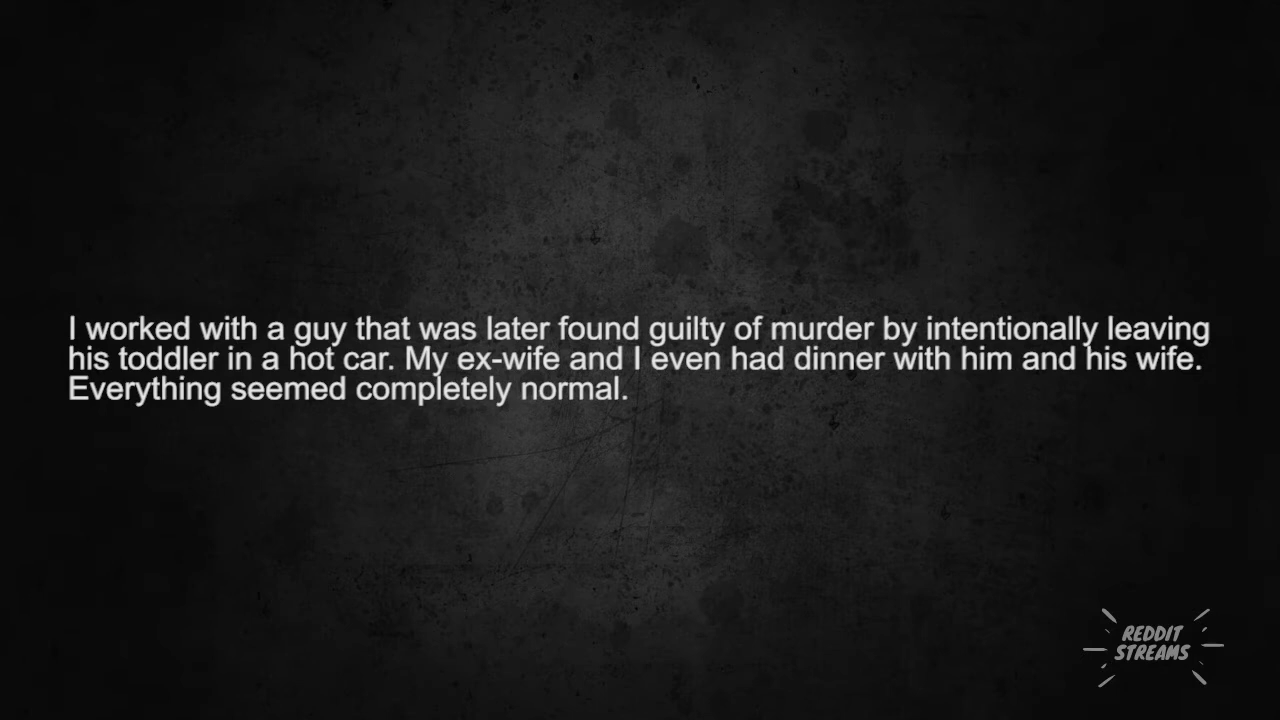 I worked with a guy that was later found guilty of murder by intentionally leaving
his toddler in a hot car. My ex-wife and I even had dinner with him and his wife.
Everything seemed completely normal.
REDDIT
STREAMS